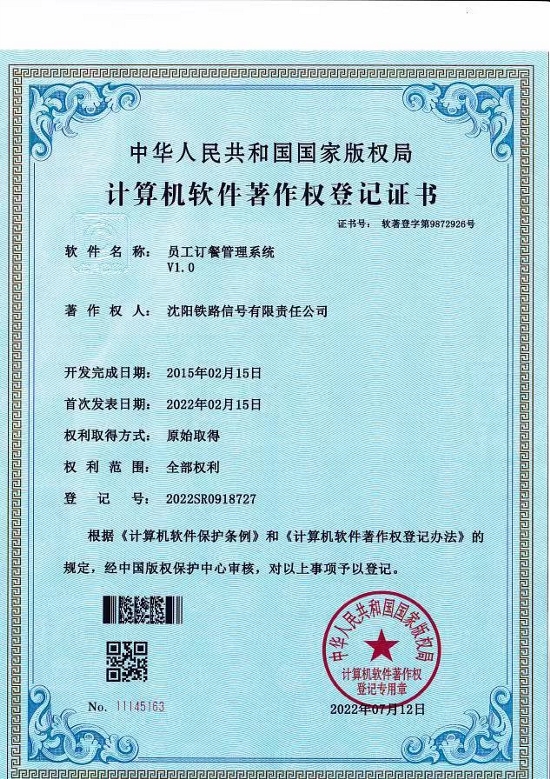 中华人民共和国国家版权局
计算机软件著作权登记证书
证书号： 软著登字第9872926号
软件名称： 员工订餐管理系统
V1.0
著作权人： 沈阳铁路信号有限责任公司
开发完成日期： 2015年02月15日
首次发表日期： 2022年02月15日
权利取得方式： 原始取得
权利范围： 全部权利
登记号： 2022SR0918727
根据《计算机软件保护条例》和《计算机软件著作权登记办法》的
规定，经中国版权保护中心审核，对以上事项予以登记。
中华人民共和国国家版权局
计算机软件著作权
登记专用章
No. 11145163
2022年07月12日